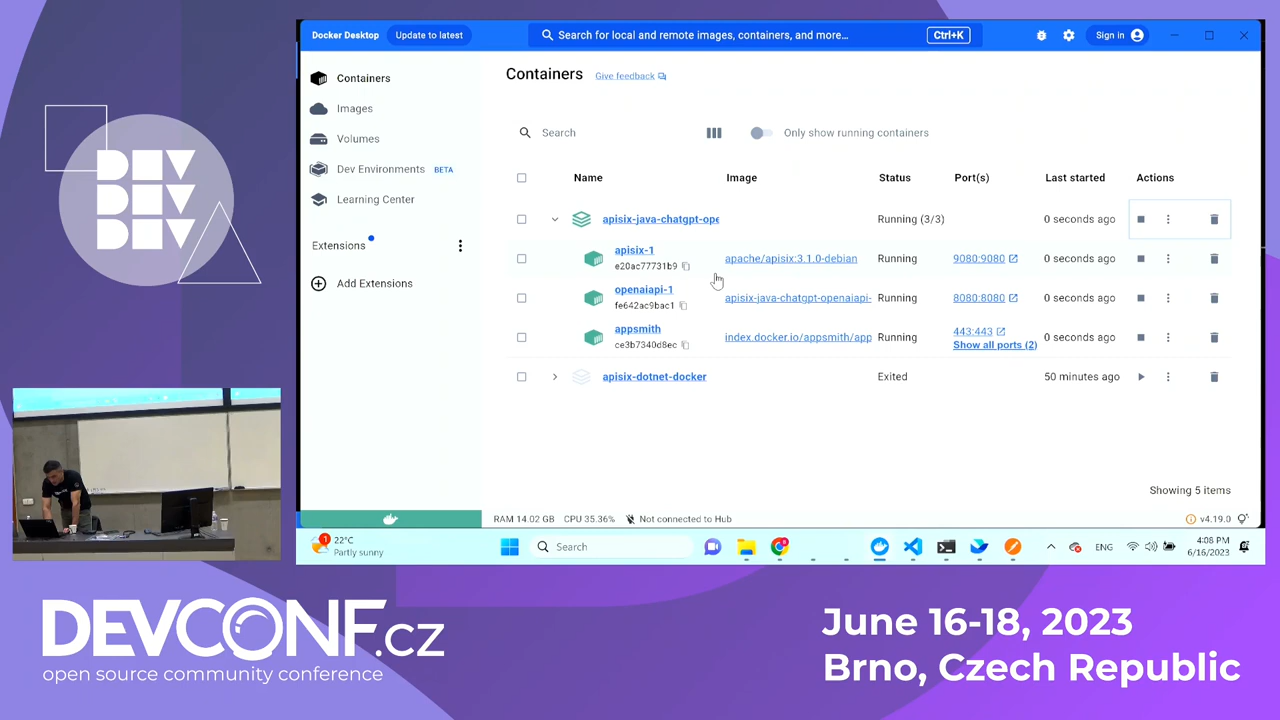 DEV
DEV
DEV
Docker Desktop
Update to latest
Search for local and remote images, containers, and more...
Ctrl+K
Sign in
Containers
Images
Volumes
Dev Environments BETA
Learning Center
Extensions
Add Extensions
Containers
Give feedback
Search
Only show running containers
Name Image Status Port(s) Last started Actions
apisix-java-chatgpt-ope Running (3/3) 0 seconds ago
apisix-1
e20ac77731b9
apache/apisix:3.1.0-debian Running 9080:9080 0 seconds ago
openaiapi-1
fe642ac9bac1
apisix-java-chatgpt-openaiapi- Running 8080:8080 0 seconds ago
appsmith
ce3b7340d8ec
index.docker.io/appsmith/app Running 443:443 0 seconds ago
Show all ports (2)
apisix-dotnet-docker Exited 50 minutes ago
Showing 5 items
RAM 14.02 GB CPU 35.36% Not connected to Hub
v4.19.0
1
22°C
Partly sunny
Search
ENG
4:08 PM
6/16/2023
DEVCONF.cz
open source community conference
June 16-18, 2023
Brno, Czech Republic